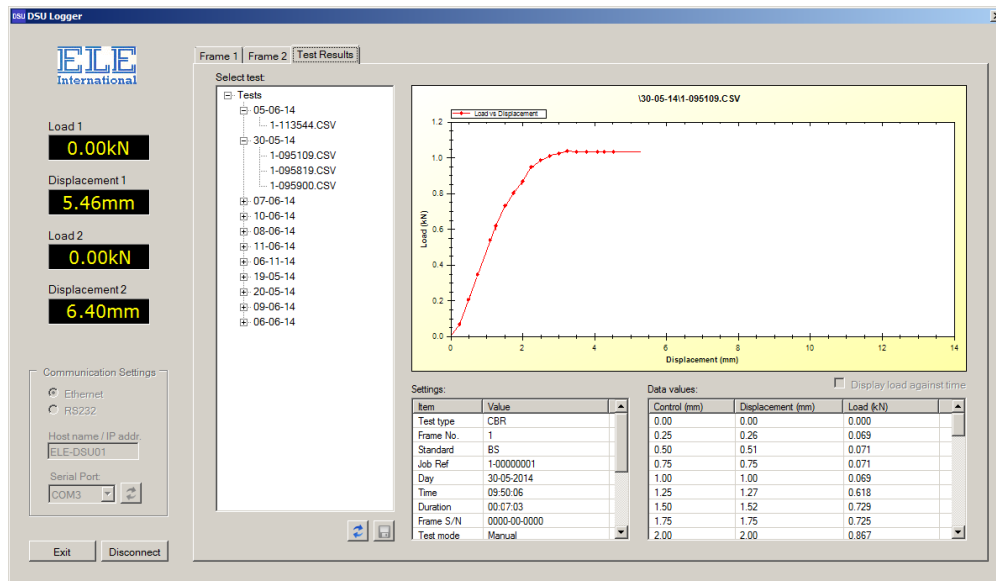 DSU DSU Logger
ELE
International
Load 1
0.00kN
Displacement 1
5.46mm
Load 2
0.00kN
Displacement 2
6.40mm
Communication Settings
Ethernet
RS232
Host name / IP addr.
ELE-DSU01
Serial Port:
COM3
Exit Disconnect
Frame 1 Frame 2 Test Results
Select test:
Tests
05-06-14
1-113544.CSV
30-05-14
1-095109.CSV
1-095819.CSV
1-095900.CSV
07-06-14
10-06-14
08-06-14
11-06-14
06-11-14
19-05-14
20-05-14
09-06-14
06-06-14
\30-05-14\1-095109.CSV
Load vs Displacement
1.2
1.0
0.8
0.6
0.4
0.2
0.0
Load (kN)
0 2 4 6 8 10 12 14
Displacement (mm)
Display load against time
Settings:
Item Value
Test type CBR
Frame No. 1
Standard BS
Job Ref 1-00000001
Day 30-05-2014
Time 09:50:06
Duration 00:07:03
Frame S/N 0000-00-0000
Test mode Manual
Data values:
Control (mm) Displacement (mm) Load (kN)
0.00 0.00 0.000
0.25 0.26 0.069
0.50 0.51 0.071
0.75 0.75 0.071
1.00 1.00 0.069
1.25 1.27 0.618
1.50 1.52 0.729
1.75 1.75 0.725
2.00 2.00 0.867